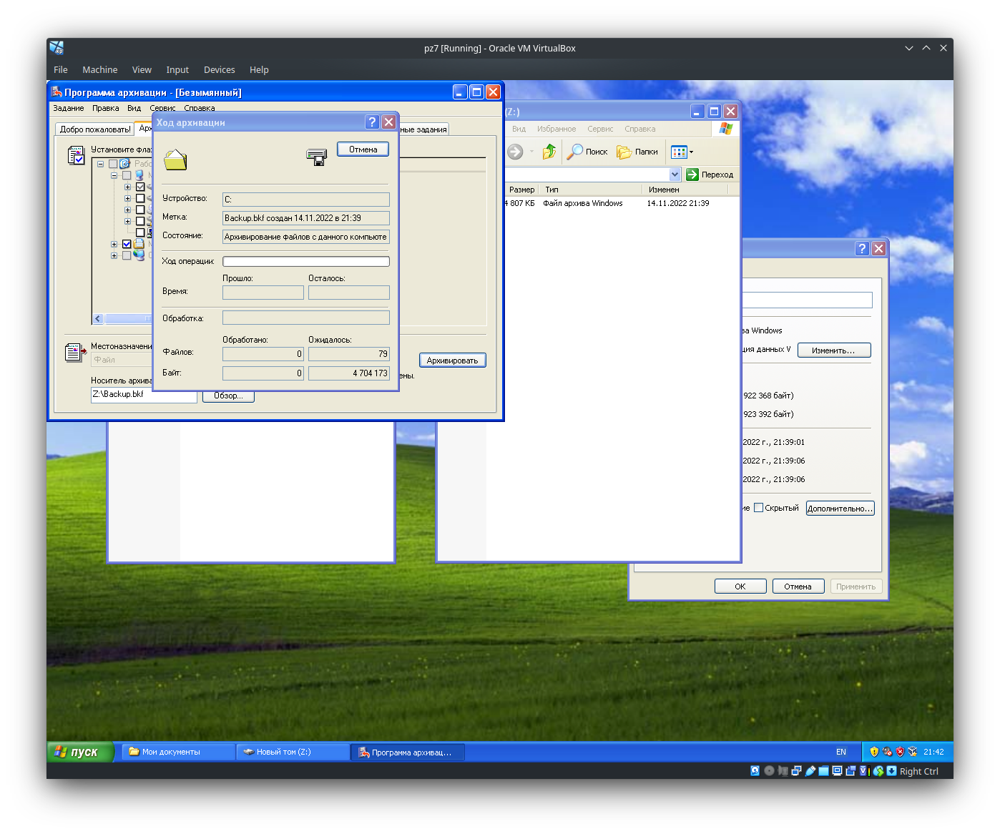 pz7 [Running] - Oracle VM VirtualBox
File Machine View Input Devices Help
Программа архивации - [Безымянный]
Задание Правка Вид Сервис Справка
Добро пожаловать!
ные задания
Установите
Ход архивации
Отмена
Устройство: C:
Метка: Backup.bkf создан 14.11.2022 в 21:39
Состояние: Архивирование файлов с данного компьюте
Ход операции:
Прошло: Осталось:
Время:
Обработка:
Обработано: Ожидалось:
Файлов: 0 79
Байт: 0 4 704 173
Местоназначени
Файл
Носитель архива
Z:\Backup.bkf
Обзор...
Архивировать
ены.
(Z:)
Вид Избранное Сервис Справка
Поиск Папки
Переход
Размер Тип Изменен
4 807 КБ Файл архива Windows 14.11.2022 21:39
ва Windows
ция данных V Изменить...
922 368 байт)
923 392 байт)
2022 г., 21:39:01
2022 г., 21:39:06
2022 г., 21:39:06
ие Скрытый Дополнительно...
ОК Отмена Применить
пуск Мои документы Новый том (Z:) Программа архивац... EN 21:42
Right Ctrl